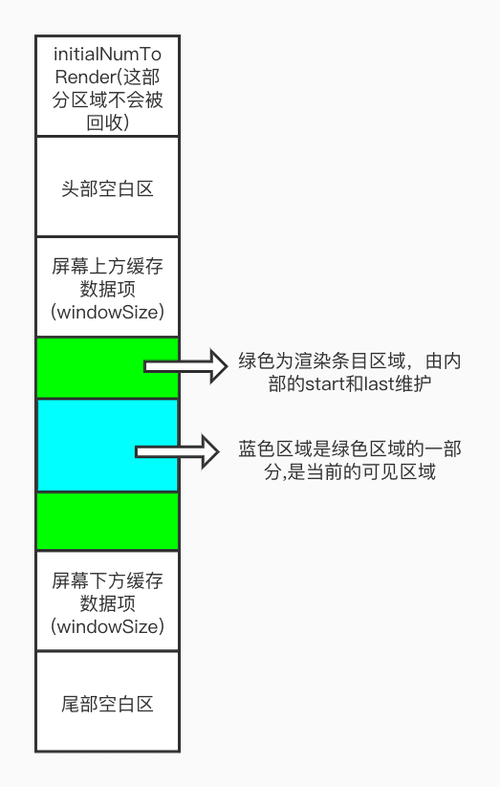 initialNumTo
Render(这部
分区域不会被
回收)
头部空白区
屏幕上方缓存
数据项
(windowSize)
绿色为渲染条目区域，由内
部的start和last维护
蓝色区域是绿色区域的一部
分,是当前的可见区域
屏幕下方缓存
数据项
(windowSize)
尾部空白区